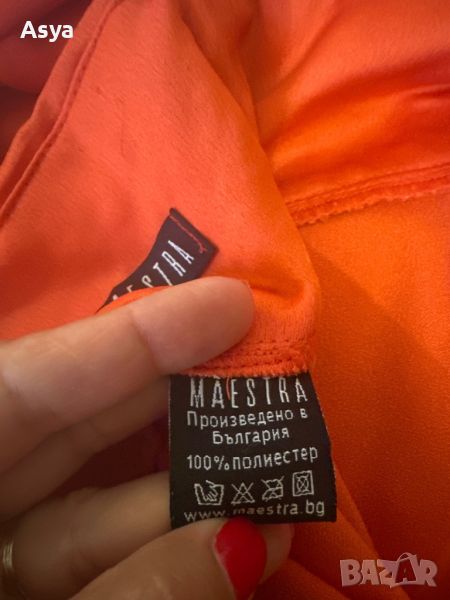 Asya
MAESTRA
MAESTRA
Произведено в
България
100% полиестер
www.maestra.bg
BAZAR